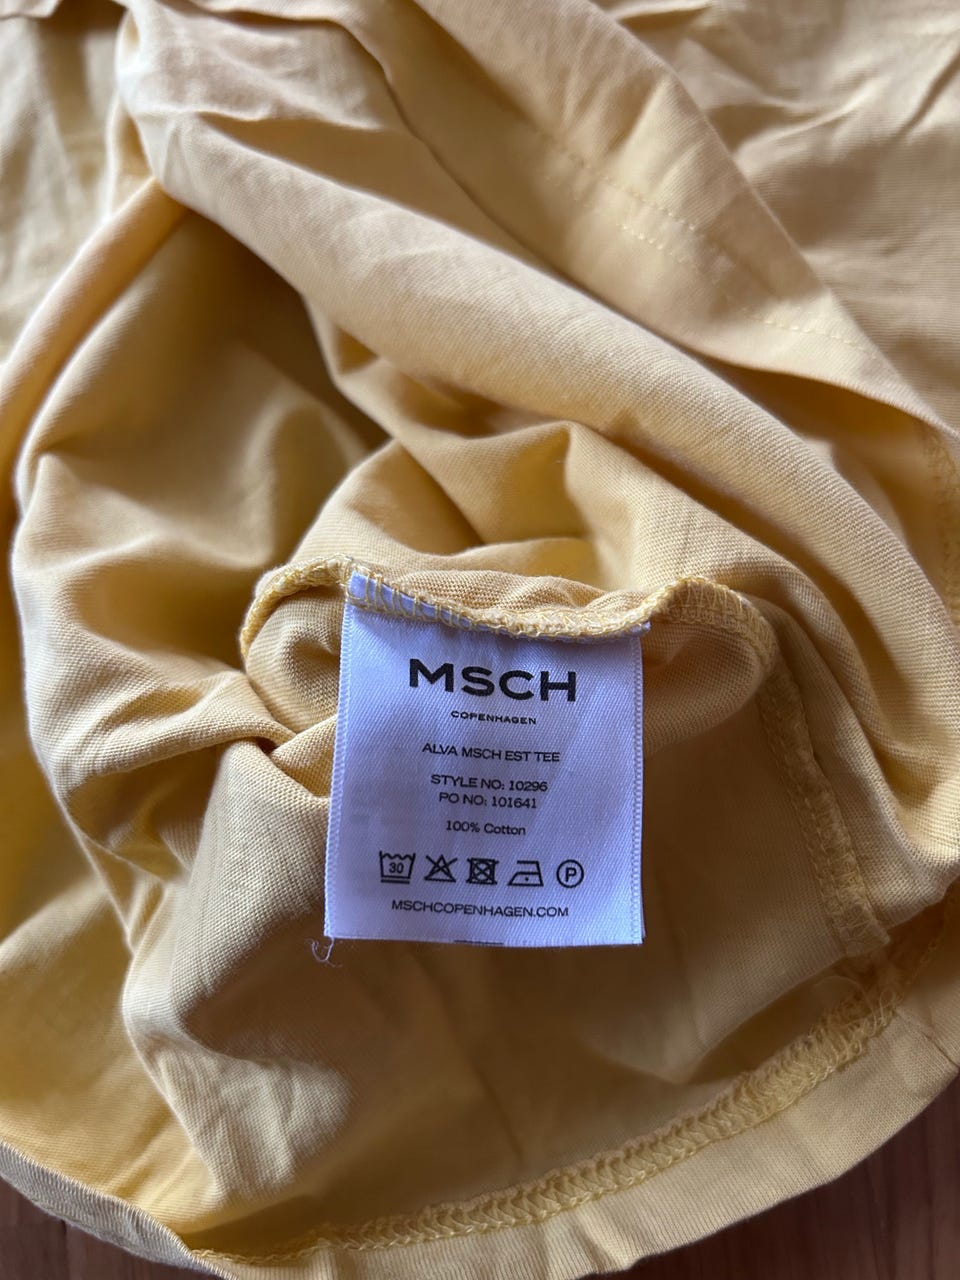 MSCH
COPENHAGEN
ALVA MSCH EST TEE
STYLE NO: 10296
PO NO: 101641
100% Cotton
30 P
MSCHCOPENHAGEN.COM